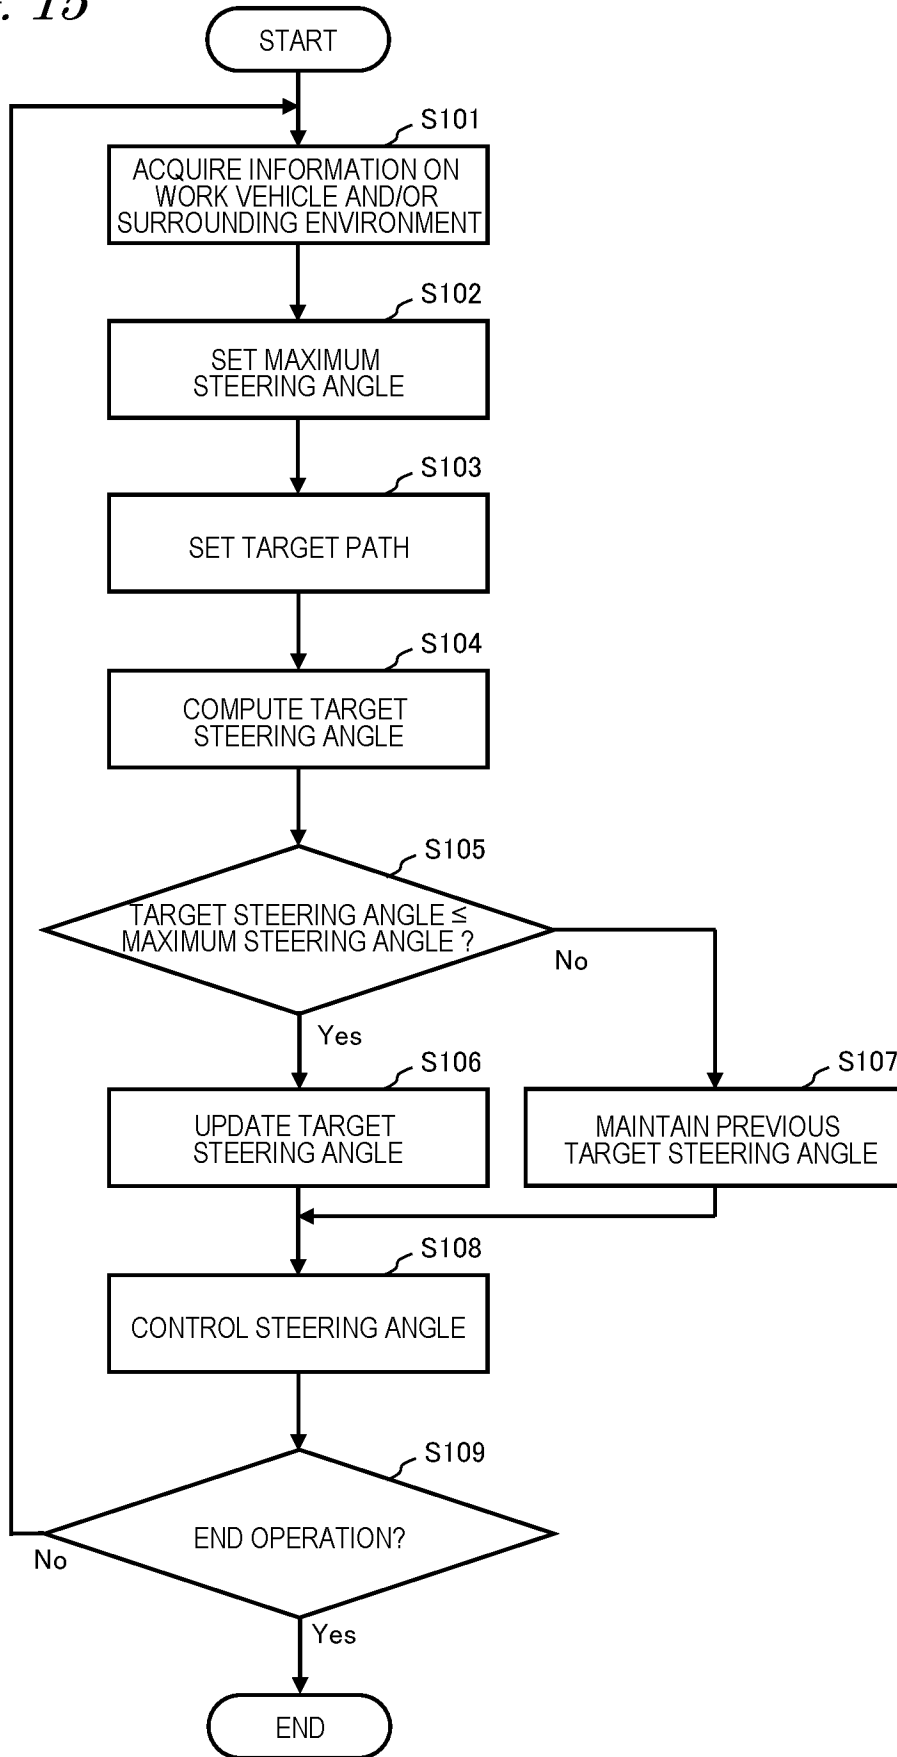 . 15
START
S101
ACQUIRE INFORMATION ON
WORK VEHICLE AND/OR
SURROUNDING ENVIRONMENT
S102
SET MAXIMUM
STEERING ANGLE
S103
SET TARGET PATH
S104
COMPUTE TARGET
STEERING ANGLE
S105
TARGET STEERING ANGLE ≤
MAXIMUM STEERING ANGLE ?
No
Yes
S106
UPDATE TARGET
STEERING ANGLE
S107
MAINTAIN PREVIOUS
TARGET STEERING ANGLE
S108
CONTROL STEERING ANGLE
S109
END OPERATION?
No
Yes
END